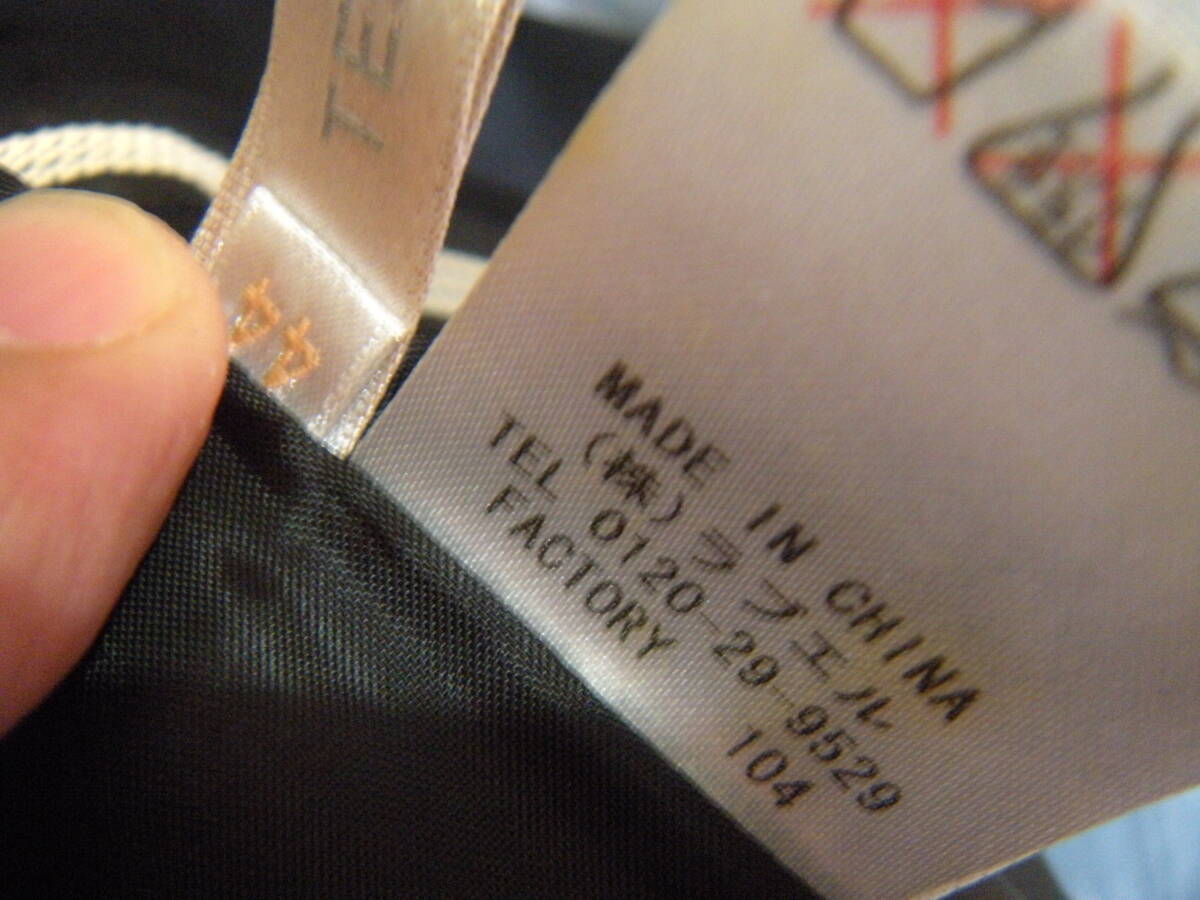 TE
44
MADE IN CHINA
(株)ラフエル
TEL 0120-29-9529
FACTORY 104